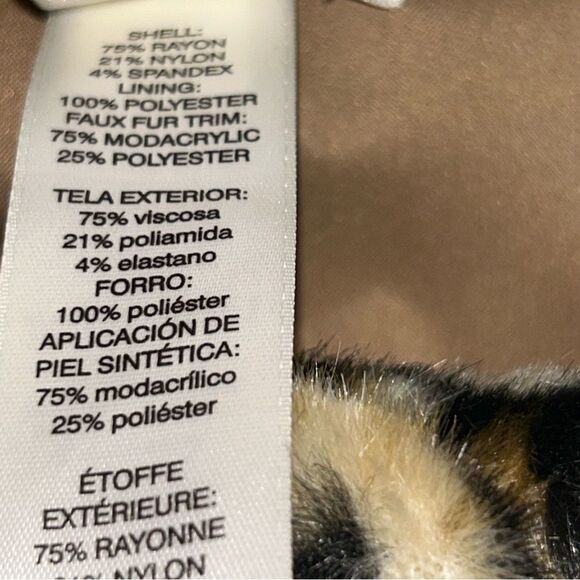 SHELL:
75% RAYON
21% NYLON
4% SPANDEX
LINING:
100% POLYESTER
FAUX FUR TRIM:
75% MODACRYLIC
25% POLYESTER
TELA EXTERIOR:
75% viscosa
21% poliamida
4% elastano
FORRO:
100% poliéster
APLICACIÓN DE
PIEL SINTÉTICA:
75% modacrílico
25% poliéster
ÉTOFFE
EXTÉRIEURE:
75% RAYONNE
NYLON